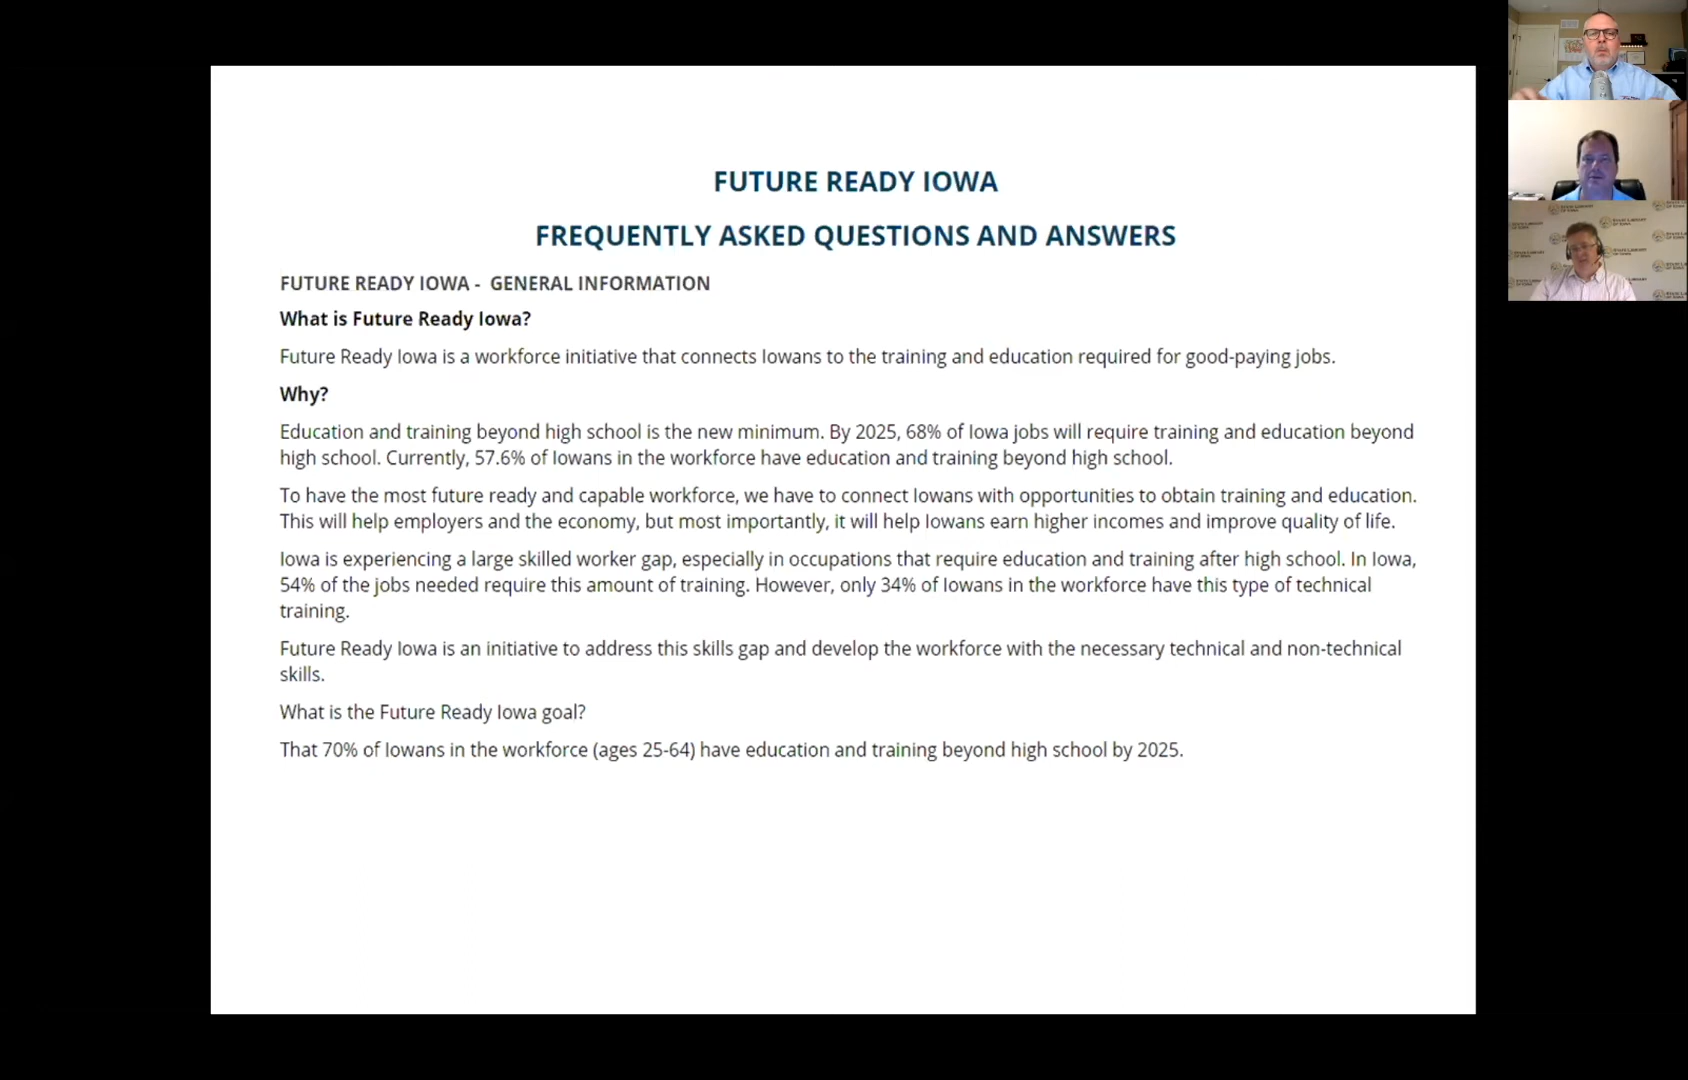 FUTURE READY IOWA
FREQUENTLY ASKED QUESTIONS AND ANSWERS
FUTURE READY IOWA - GENERAL INFORMATION
What is Future Ready Iowa?
Future Ready Iowa is a workforce initiative that connects Iowans to the training and education required for good-paying jobs.
Why?
Education and training beyond high school is the new minimum. By 2025, 68% of Iowa jobs will require training and education beyond
high school. Currently, 57.6% of Iowans in the workforce have education and training beyond high school.
To have the most future ready and capable workforce, we have to connect Iowans with opportunities to obtain training and education.
This will help employers and the economy, but most importantly, it will help Iowans earn higher incomes and improve quality of life.
Iowa is experiencing a large skilled worker gap, especially in occupations that require education and training after high school. In Iowa,
54% of the jobs needed require this amount of training. However, only 34% of Iowans in the workforce have this type of technical
training.
Future Ready Iowa is an initiative to address this skills gap and develop the workforce with the necessary technical and non-technical
skills.
What is the Future Ready Iowa goal?
That 70% of Iowans in the workforce (ages 25-64) have education and training beyond high school by 2025.
STATE LIBRARY
OF IOWA